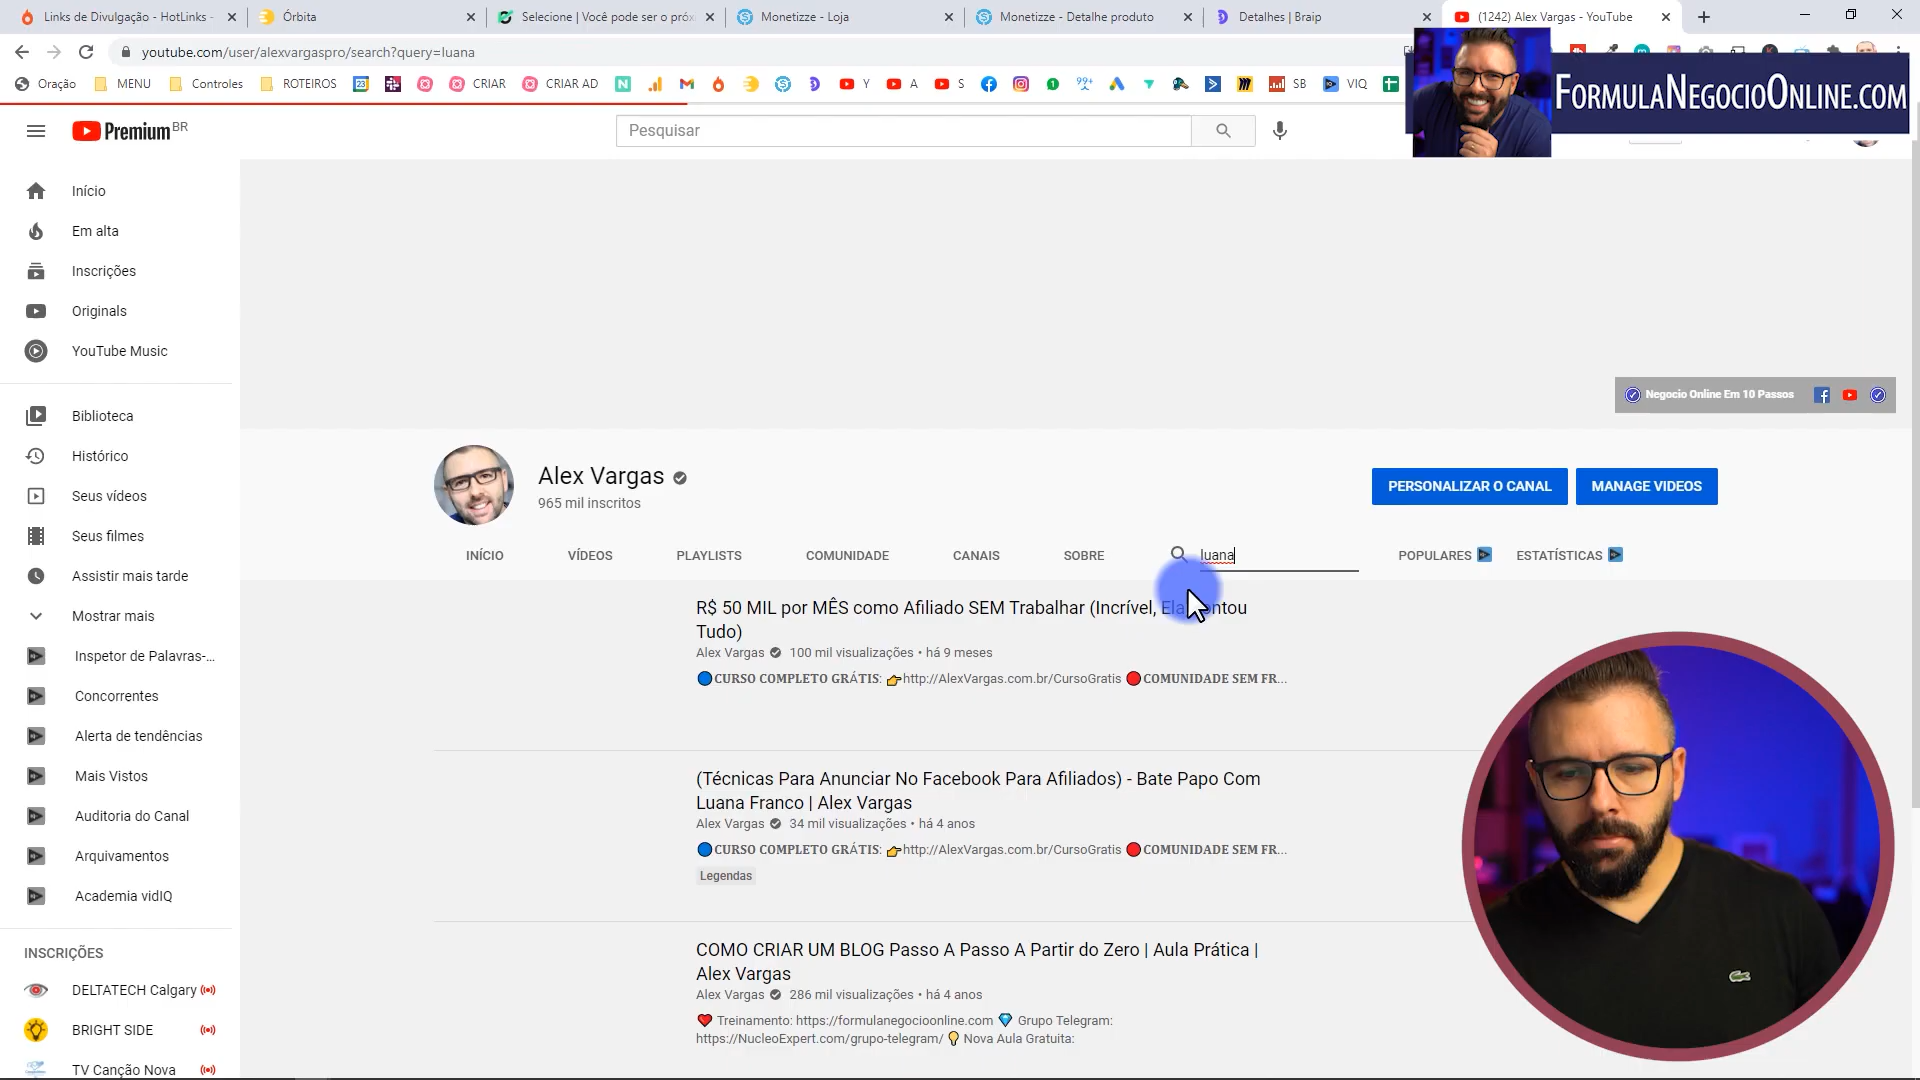 Links de Divulgação - HotLinks -
Órbita
Selecione | Você pode ser o próx
Monetizze - Loja
Monetizze - Detalhe produto
Detalhes | Braip
(1242) Alex Vargas - YouTube
youtube.com/user/alexvargaspro/search?query=luana
Oração
MENU
Controles
ROTEIROS
23
CRIAR
CRIAR AD
Y
A
S
99+
SB
VIQ
FormulaNegocioOnline.com
Premium BR
Pesquisar
Início
Em alta
Inscrições
Originals
YouTube Music
Biblioteca
Histórico
Seus vídeos
Seus filmes
Assistir mais tarde
Mostrar mais
Inspetor de Palavras-...
Concorrentes
Alerta de tendências
Mais Vistos
Auditoria do Canal
Arquivamentos
Academia vidIQ
INSCRIÇÕES
DELTATECH Calgary
BRIGHT SIDE
TV Canção Nova
Negocio Online Em 10 Passos
Alex Vargas
965 mil inscritos
PERSONALIZAR O CANAL
MANAGE VIDEOS
INÍCIO
VÍDEOS
PLAYLISTS
COMUNIDADE
CANAIS
SOBRE
luana
POPULARES
ESTATÍSTICAS
R$ 50 MIL por MÊS como Afiliado SEM Trabalhar (Incrível, Ela ontou
Tudo)
Alex Vargas 100 mil visualizações • há 9 meses
🔵CURSO COMPLETO GRÁTIS: 👉http://AlexVargas.com.br/CursoGratis 🔴COMUNIDADE SEM FR...
(Técnicas Para Anunciar No Facebook Para Afiliados) - Bate Papo Com
Luana Franco | Alex Vargas
Alex Vargas 34 mil visualizações • há 4 anos
🔵CURSO COMPLETO GRÁTIS: 👉http://AlexVargas.com.br/CursoGratis 🔴COMUNIDADE SEM FR...
Legendas
COMO CRIAR UM BLOG Passo A Passo A Partir do Zero | Aula Prática |
Alex Vargas
Alex Vargas 286 mil visualizações • há 4 anos
❤️ Treinamento: https://formulanegocioonline.com 💎 Grupo Telegram:
https://NucleoExpert.com/grupo-telegram/ 💡 Nova Aula Gratuita: